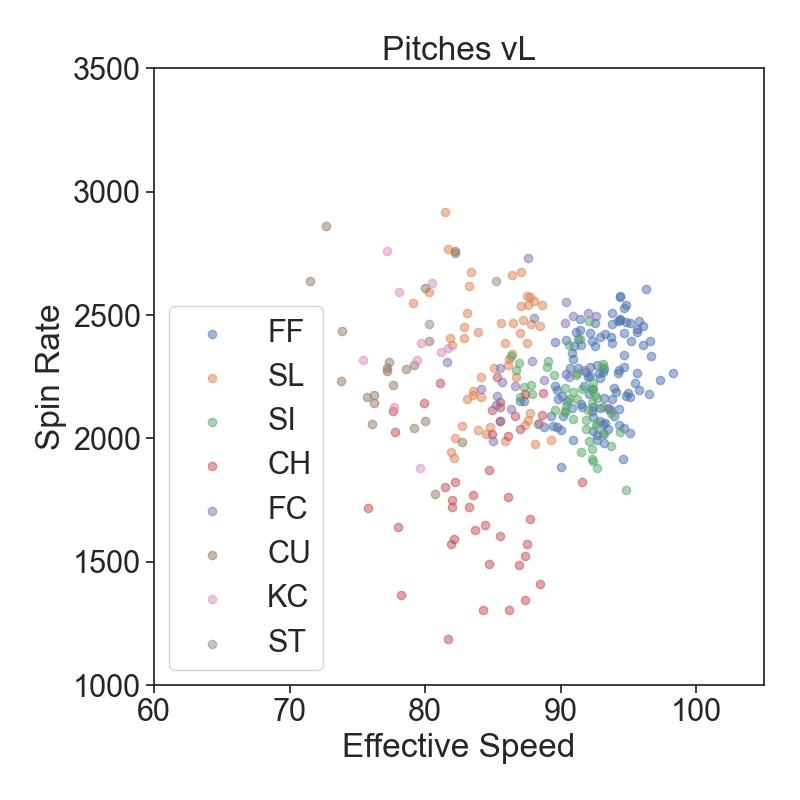 Pitches vL
3500
3000
2500
2000
1500
1000
Spin Rate
FF
SL
SI
CH
FC
CU
KC
ST
60
70
80
90
100
Effective Speed